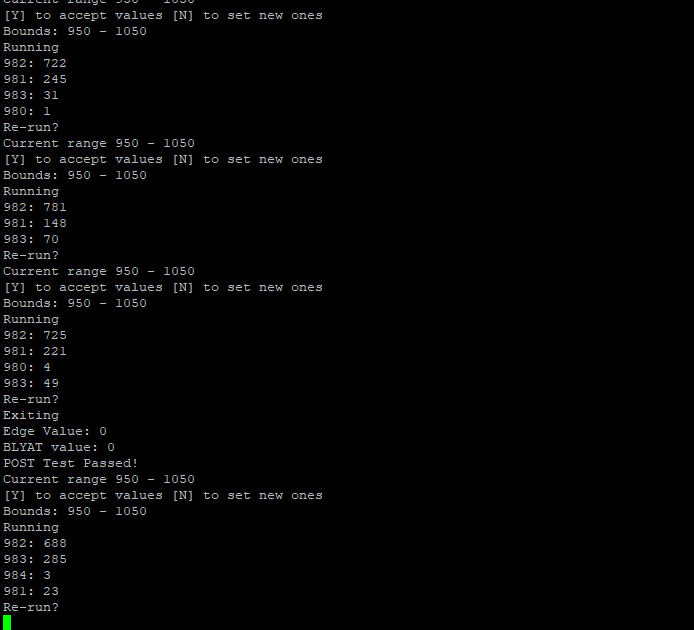 Current range 950 - 1050
[Y] to accept values [N] to set new ones
Bounds: 950 - 1050
Running
982: 722
981: 245
983: 31
980: 1
Re-run?
Current range 950 - 1050
[Y] to accept values [N] to set new ones
Bounds: 950 - 1050
Running
982: 781
981: 148
983: 70
Re-run?
Current range 950 - 1050
[Y] to accept values [N] to set new ones
Bounds: 950 - 1050
Running
982: 725
981: 221
980: 4
983: 49
Re-run?
Exiting
Edge Value: 0
BLYAT value: 0
POST Test Passed!
Current range 950 - 1050
[Y] to accept values [N] to set new ones
Bounds: 950 - 1050
Running
982: 688
983: 285
984: 3
981: 23
Re-run?